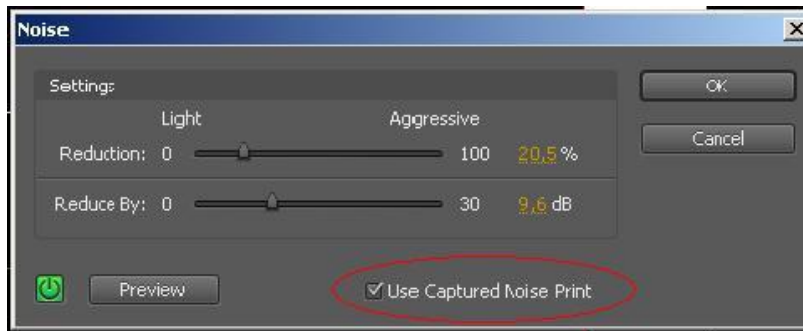 Noise
Settings
OK
Light Aggressive
Cancel
Reduction: 0 100 20,5 %
Reduce By: 0 30 9,6 dB
Preview
Use Captured Noise Print